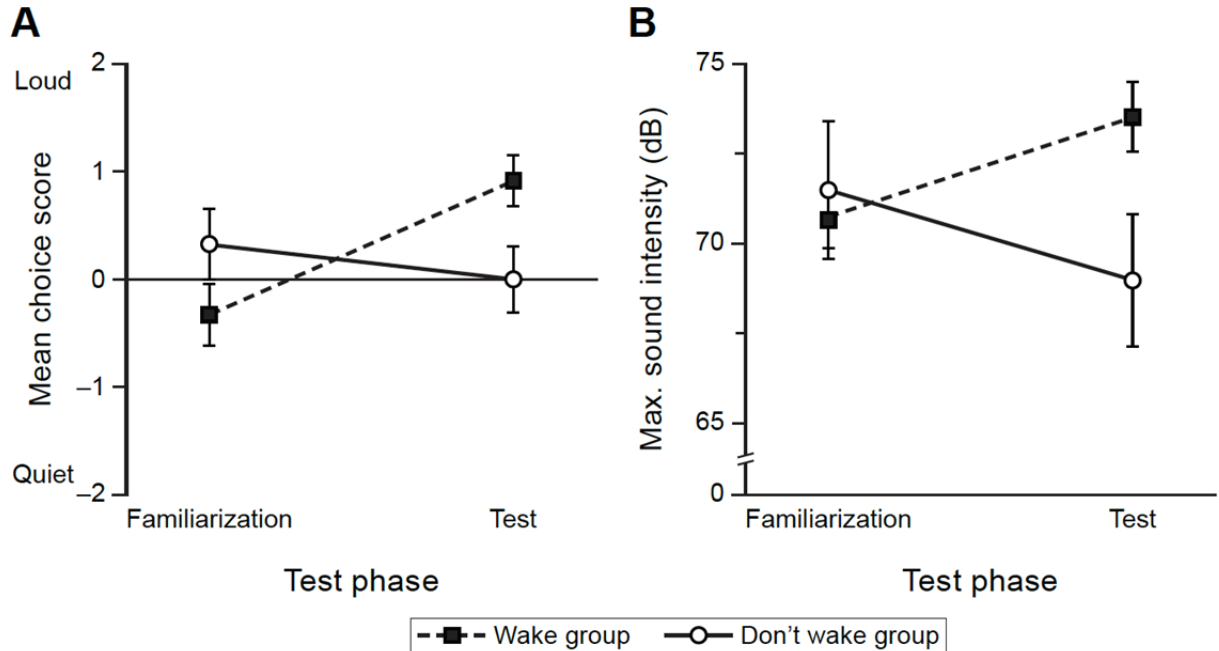 A
Loud
2
1
0
–1
–2
Quiet
Mean choice score
Familiarization
Test
Test phase
B
75
70
65
0
Max. sound intensity (dB)
Familiarization
Test
Test phase
Wake group
Don't wake group